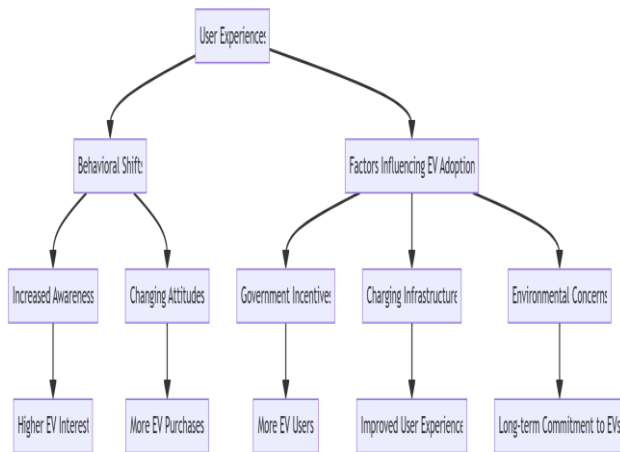 User Experiences
Behavioral Shifts
Factors Influencing EV Adoption
Increased Awareness
Changing Attitudes
Government Incentives
Charging Infrastructure
Environmental Concerns
Higher EV Interest
More EV Purchases
More EV Users
Improved User Experience
Long-term Commitment to EVs